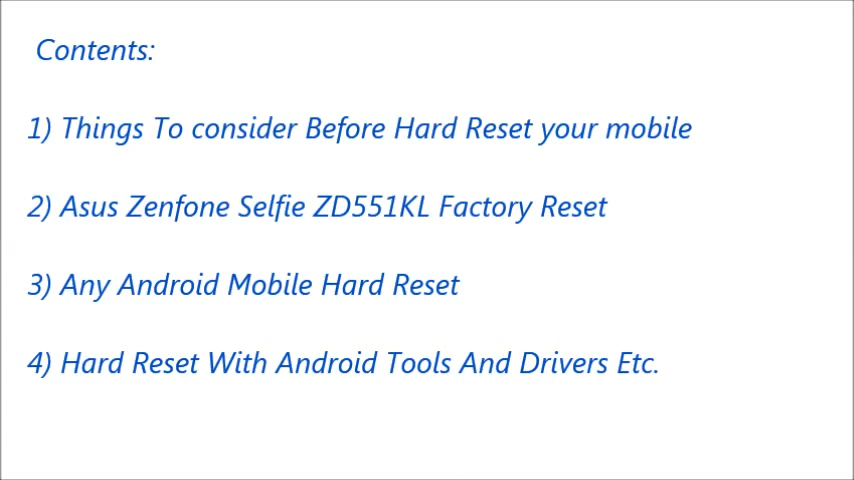 Contents:
1) Things To consider Before Hard Reset your mobile
2) Asus Zenfone Selfie ZD551KL Factory Reset
3) Any Android Mobile Hard Reset
4) Hard Reset With Android Tools And Drivers Etc.